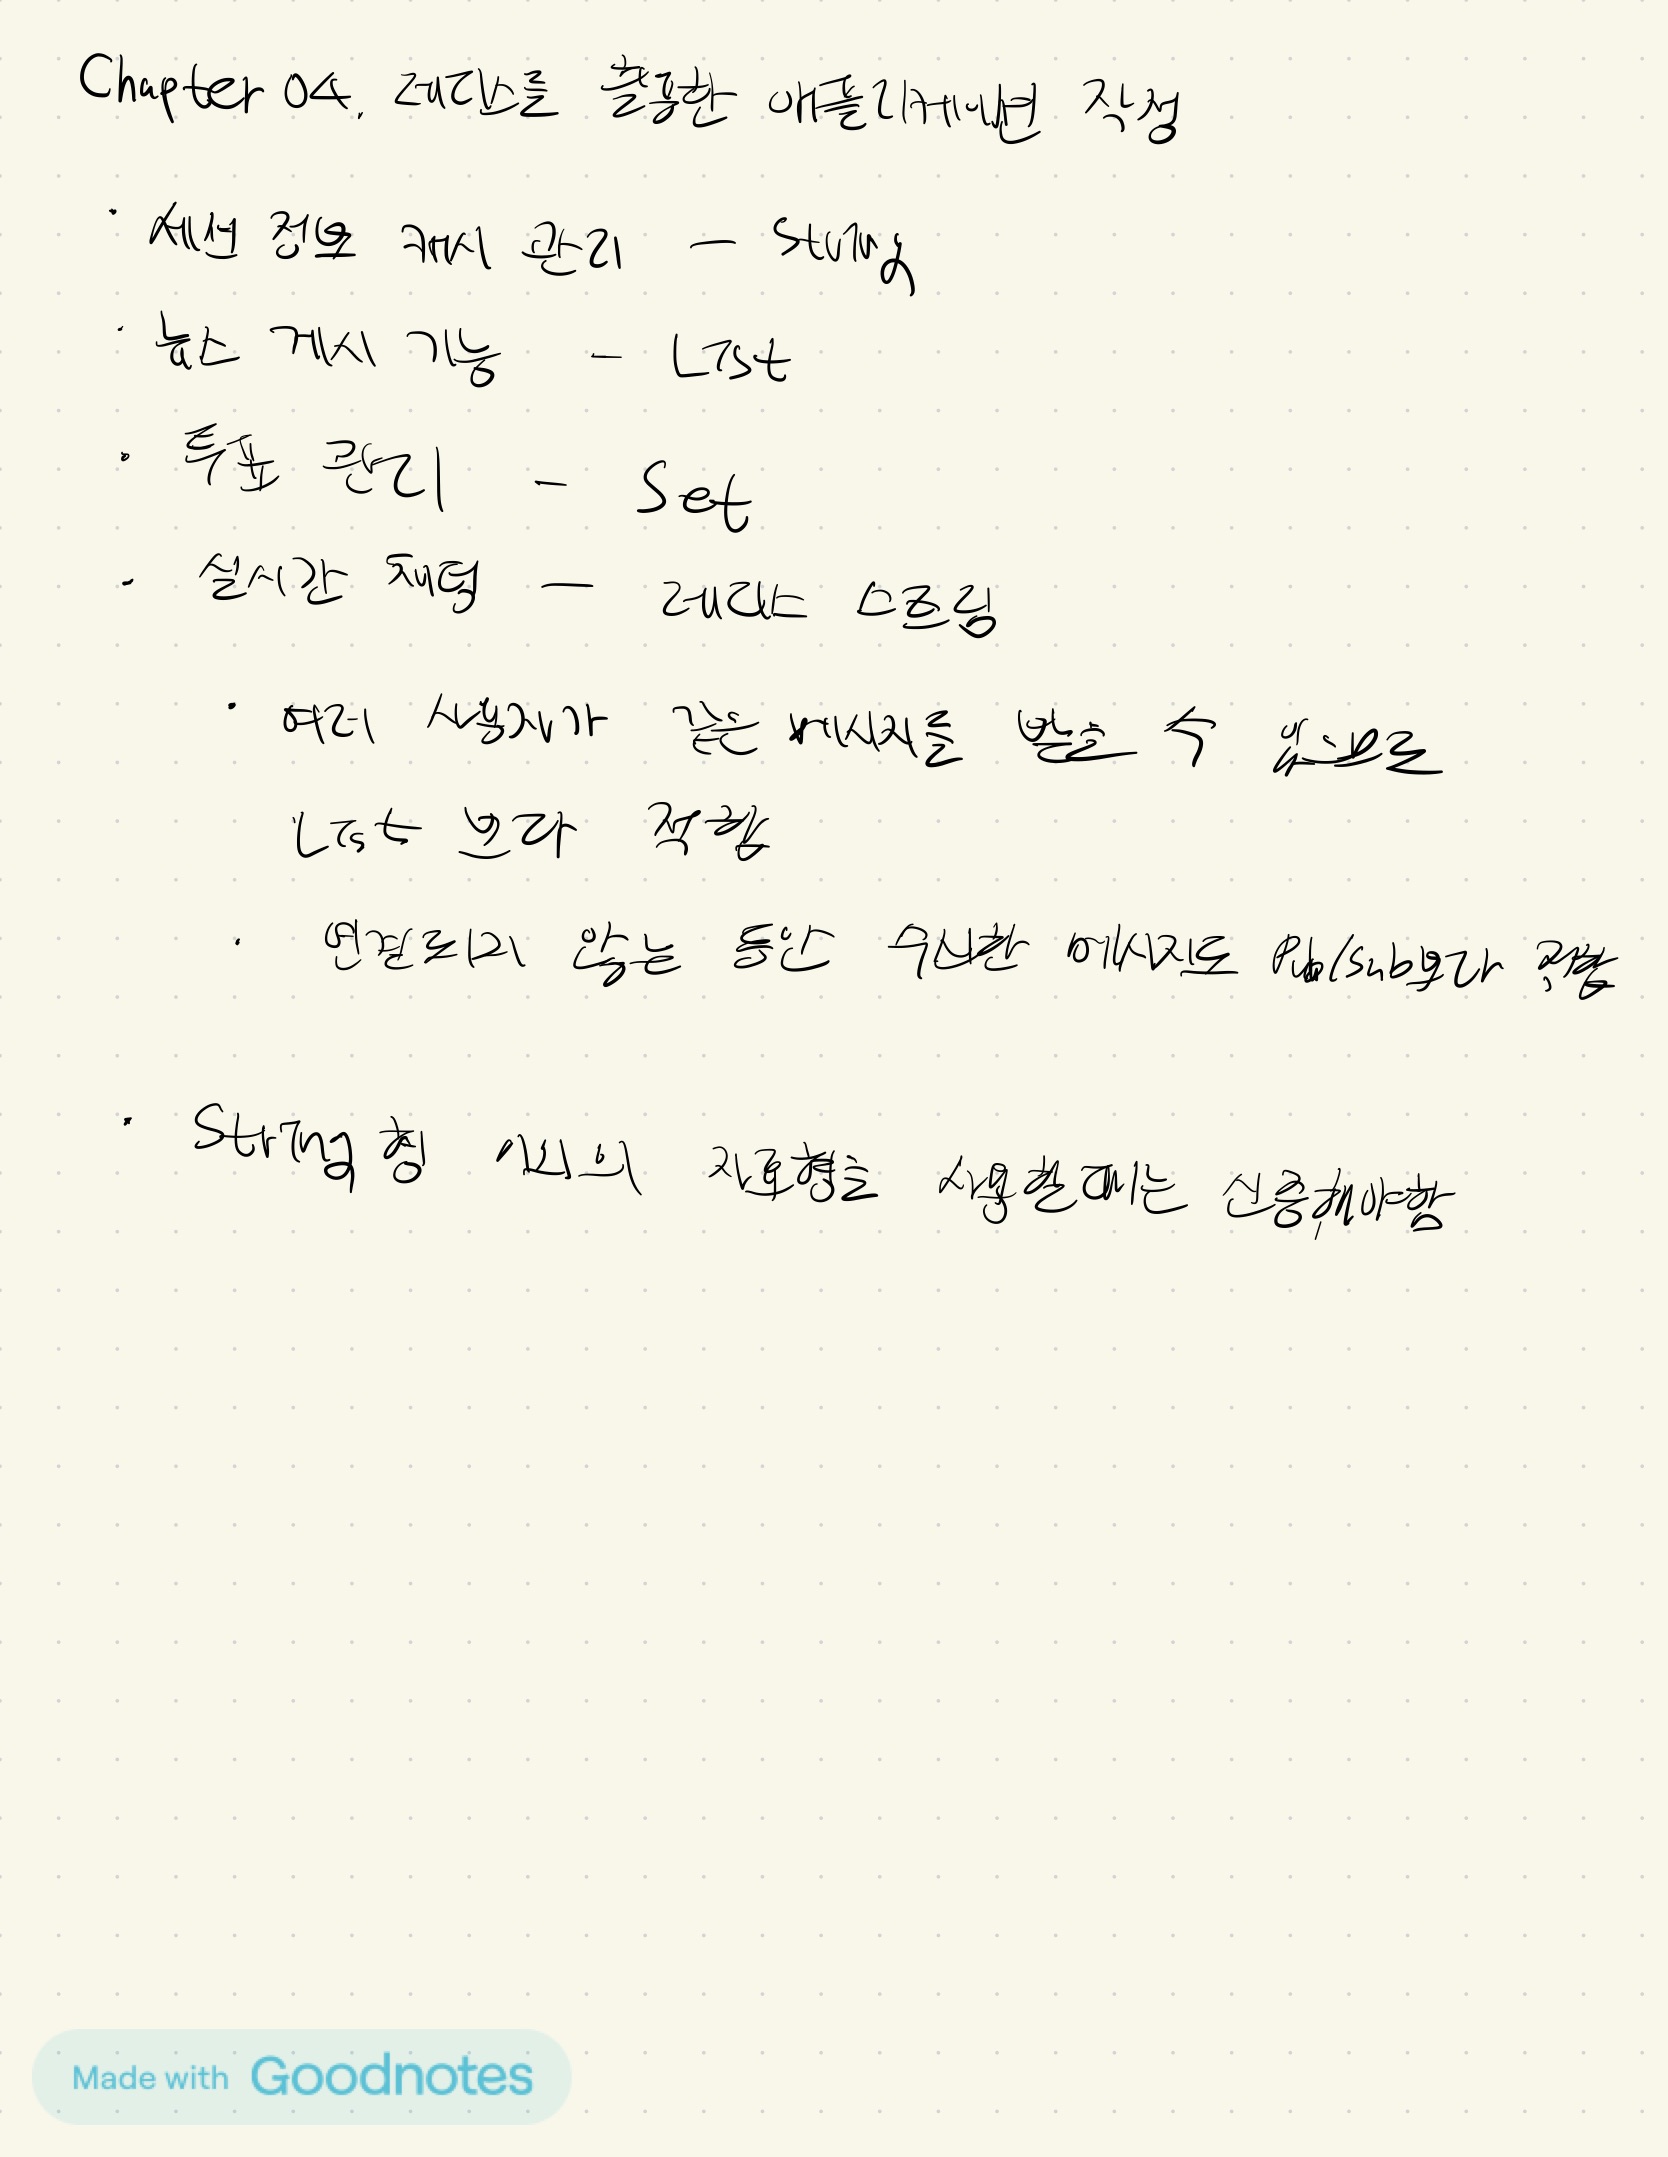 Chapter 04. 레디스를 활용한 애플리케이션 작성
· 세션 정보 캐시 관리 — String
· 뉴스 게시 기능 - List
· 투표 관리 - Set
· 실시간 채팅 — 레디스 스트림
· 여러 사용자가 같은 메시지를 받을 수 있으므로
List 보다 적합
· 연결되지 않는 동안 수신한 메시지도 Pub/Sub보다 적합
· String 형 이외의 자료형을 사용할때는 신중해야함
Made with Goodnotes